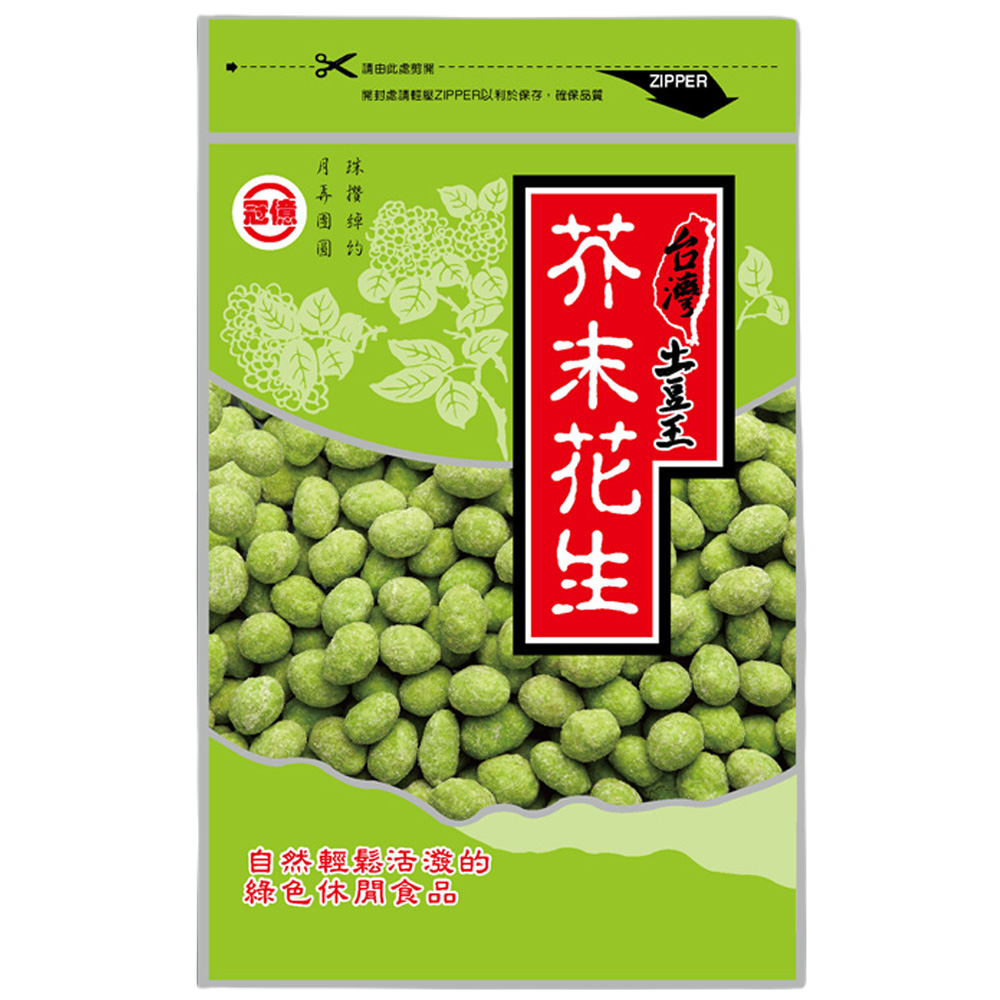 請由此處剪開
ZIPPER
開封處請輕壓ZIPPER以利於保存，確保品質
珠攢綽約
月弄團圓
冠億
台灣土豆王
芥末花生
自然輕鬆活潑的
綠色休閒食品